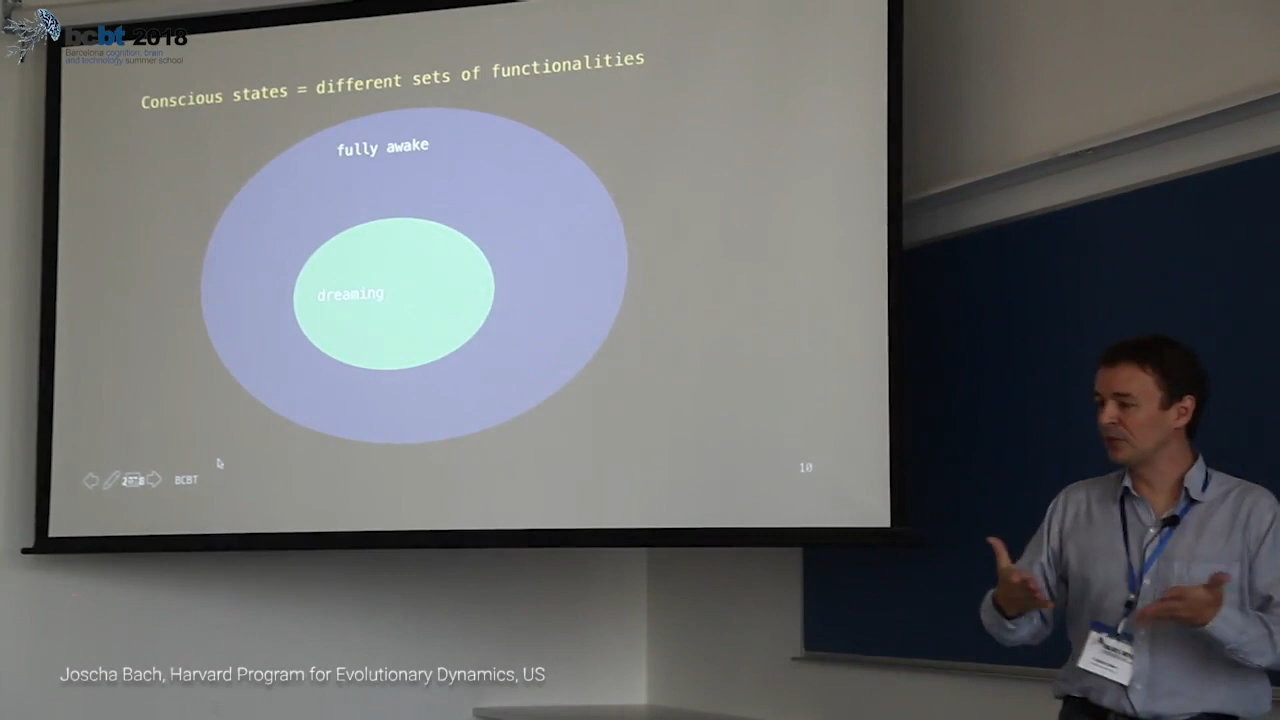 bcbt 2018
Barcelona cognition, brain
and technology summer school
Conscious states = different sets of functionalities
fully awake
dreaming
BCBT
10
Joscha Bach, Harvard Program for Evolutionary Dynamics, US